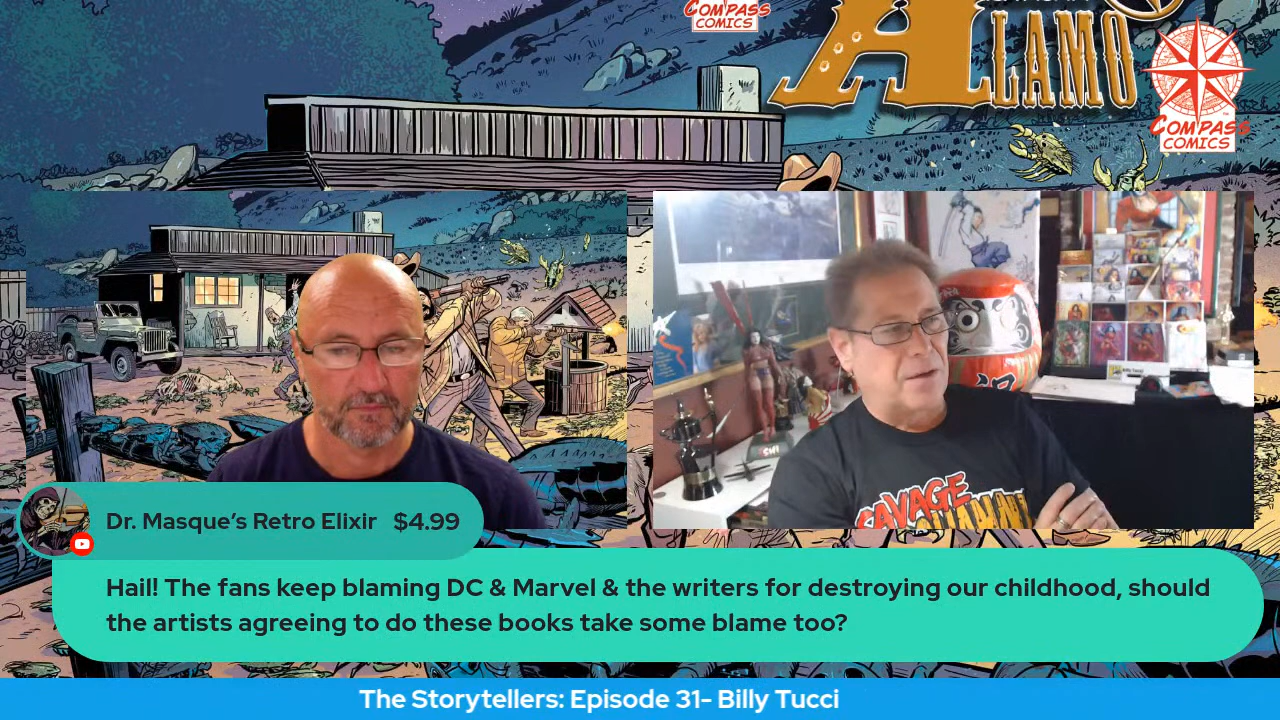 COMPASS
COMICS
ALAMO
COMPASS
COMICS
Billy Tucci
SAVAGE
Dr. Masque's Retro Elixir $4.99
Hail! The fans keep blaming DC & Marvel & the writers for destroying our childhood, should
the artists agreeing to do these books take some blame too?
The Storytellers: Episode 31- Billy Tucci